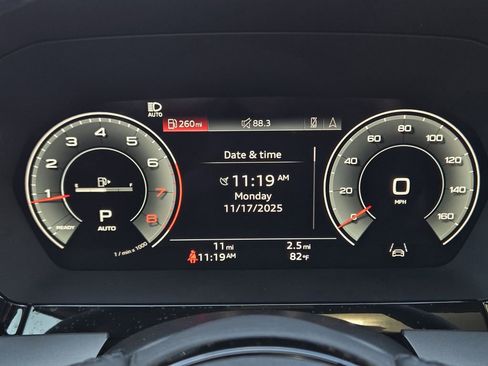 AUTO
260 mi
88.3
Date & time
11:19 AM
Monday
11/17/2025
11 mi
2.5 mi
11:19 AM
82°F
1 2 3 4 5 6 7 8
E F
P
AUTO
READY
1 / min x 1000
0 20 40 60 80 100 120 140 160
0
MPH